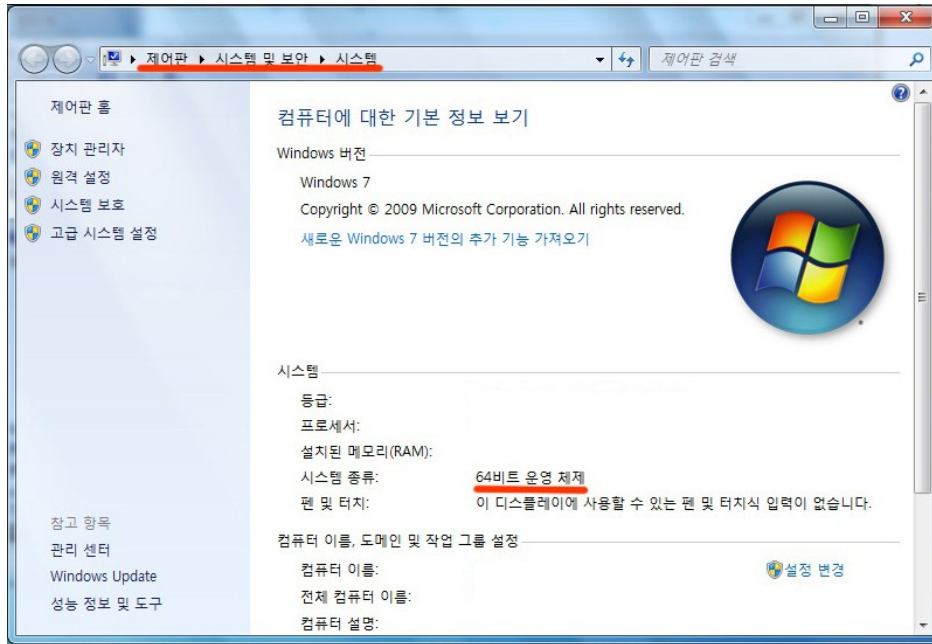 제어판 ▸ 시스템 및 보안 ▸ 시스템
제어판 검색
제어판 홈
장치 관리자
원격 설정
시스템 보호
고급 시스템 설정
참고 항목
관리 센터
Windows Update
성능 정보 및 도구
컴퓨터에 대한 기본 정보 보기
Windows 버전
Windows 7
Copyright © 2009 Microsoft Corporation. All rights reserved.
새로운 Windows 7 버전의 추가 기능 가져오기
시스템
등급:
프로세서:
설치된 메모리(RAM):
시스템 종류: 64비트 운영 체제
펜 및 터치: 이 디스플레이에 사용할 수 있는 펜 및 터치식 입력이 없습니다.
컴퓨터 이름, 도메인 및 작업 그룹 설정
컴퓨터 이름: 설정 변경
전체 컴퓨터 이름:
컴퓨터 설명: